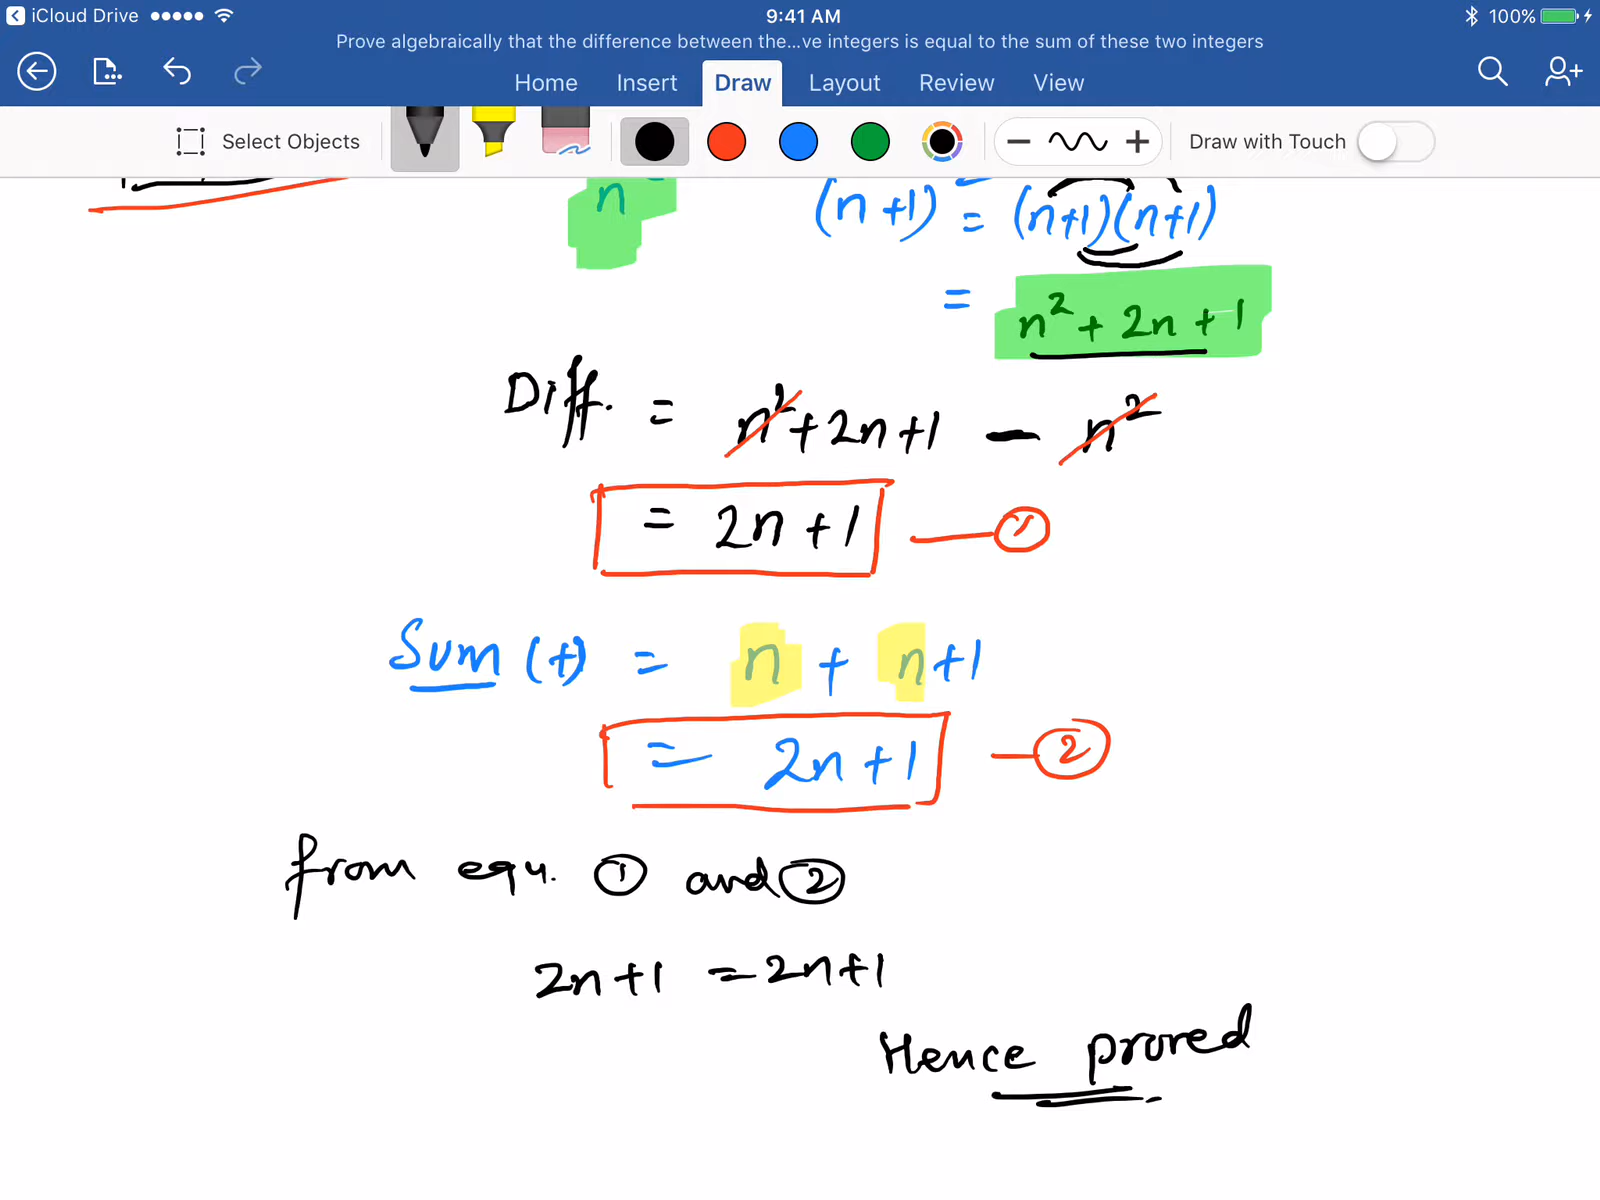 iCloud Drive 9:41 AM 100%
Prove algebraically that the difference between the...ve integers is equal to the sum of these two integers
Home Insert Draw Layout Review View
Select Objects Draw with Touch
n (n+1) = (n+1)(n+1)
= n² + 2n + 1
Diff. = n² + 2n + 1 − n²
= 2n + 1 — ①
Sum (+) = n + n+1
= 2n + 1 — ②
from equ. ① and ②
2n+1 = 2n+1
Hence proved